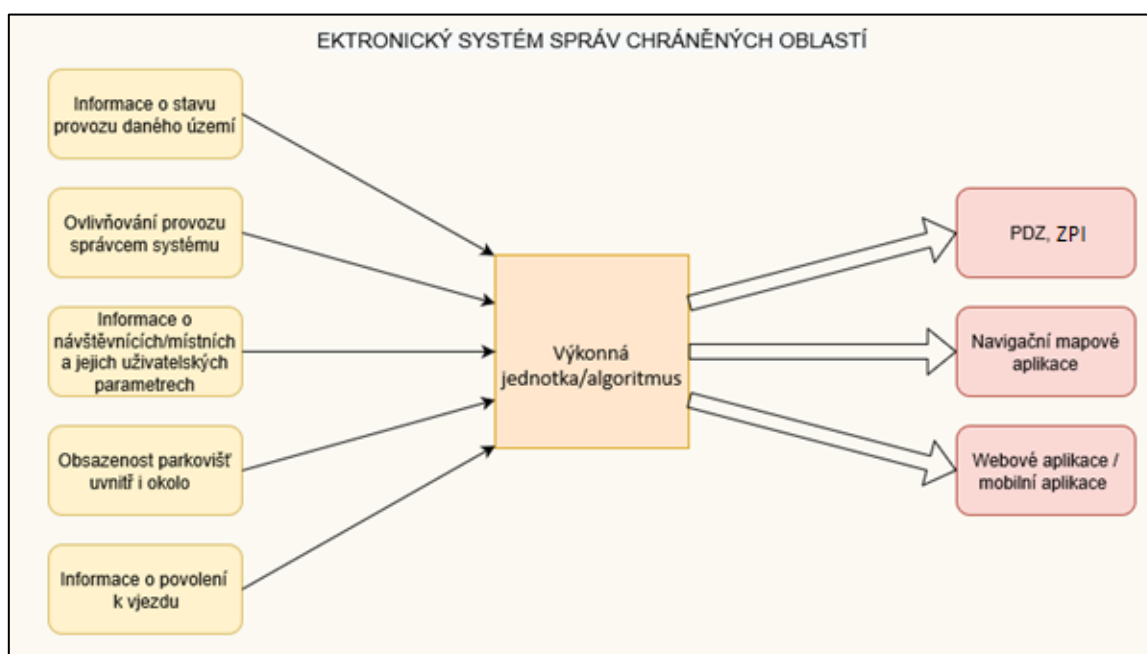 EKTRONICKÝ SYSTÉM SPRÁV CHRÁNĚNÝCH OBLASTÍ
Informace o stavu
provozu daného území
Ovlivňování provozu
správcem systému
Informace o
návštěvnících/místních
a jejich uživatelských
parametrech
Obsazenost parkovišť
uvnitř i okolo
Informace o povolení
k vjezdu
Výkonná
jednotka/algoritmus
PDZ, ZPI
Navigační mapové
aplikace
Webové aplikace /
mobilní aplikace